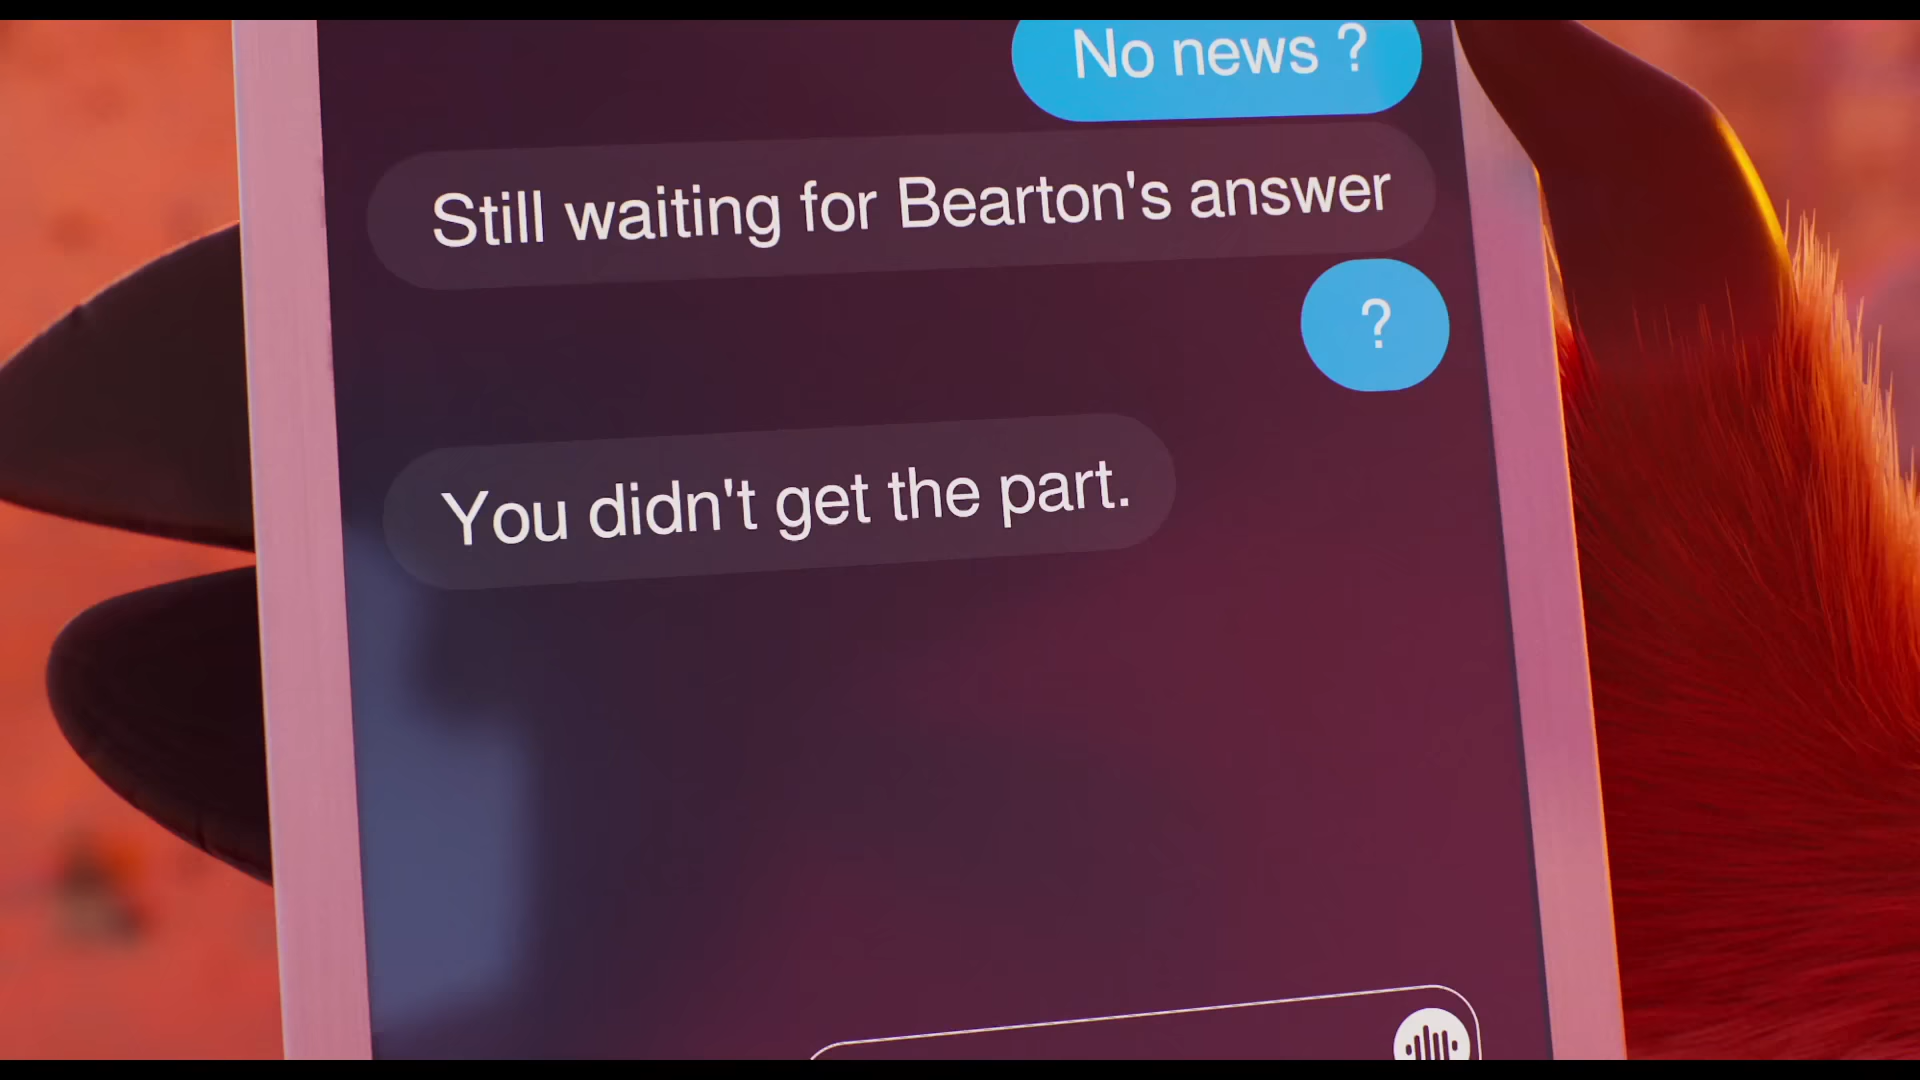 No news ?
Still waiting for Bearton's answer
?
You didn't get the part.